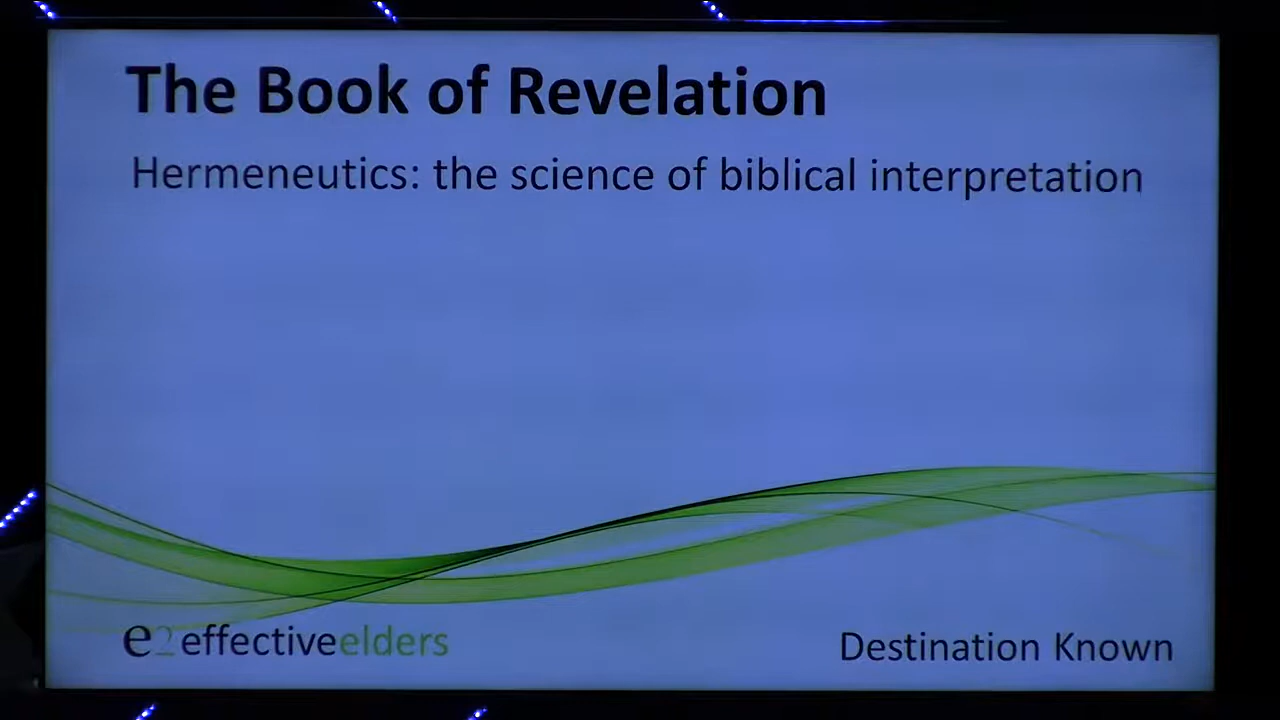 The Book of Revelation
Hermeneutics: the science of biblical interpretation
e2 effectiveelders
Destination Known